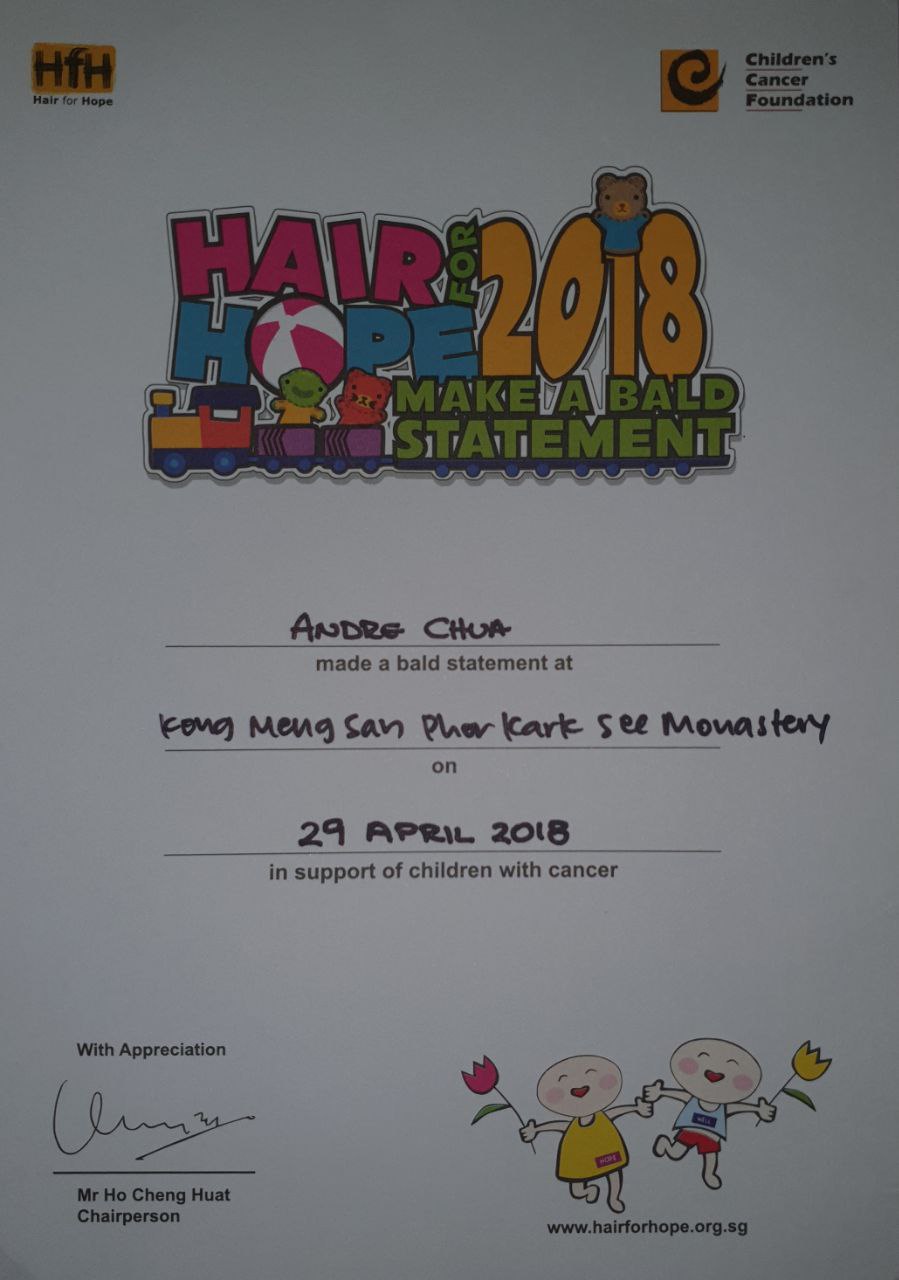 HfH
Hair for Hope
Children's
Cancer
Foundation
HAIR FOR 2018
HOPE
MAKE A BALD
STATEMENT
ANDRE CHUA
made a bald statement at
Kong Meng San Phor Kark See Monastery
on
29 APRIL 2018
in support of children with cancer
With Appreciation
Mr Ho Cheng Huat
Chairperson
HOPE
WELL
www.hairforhope.org.sg